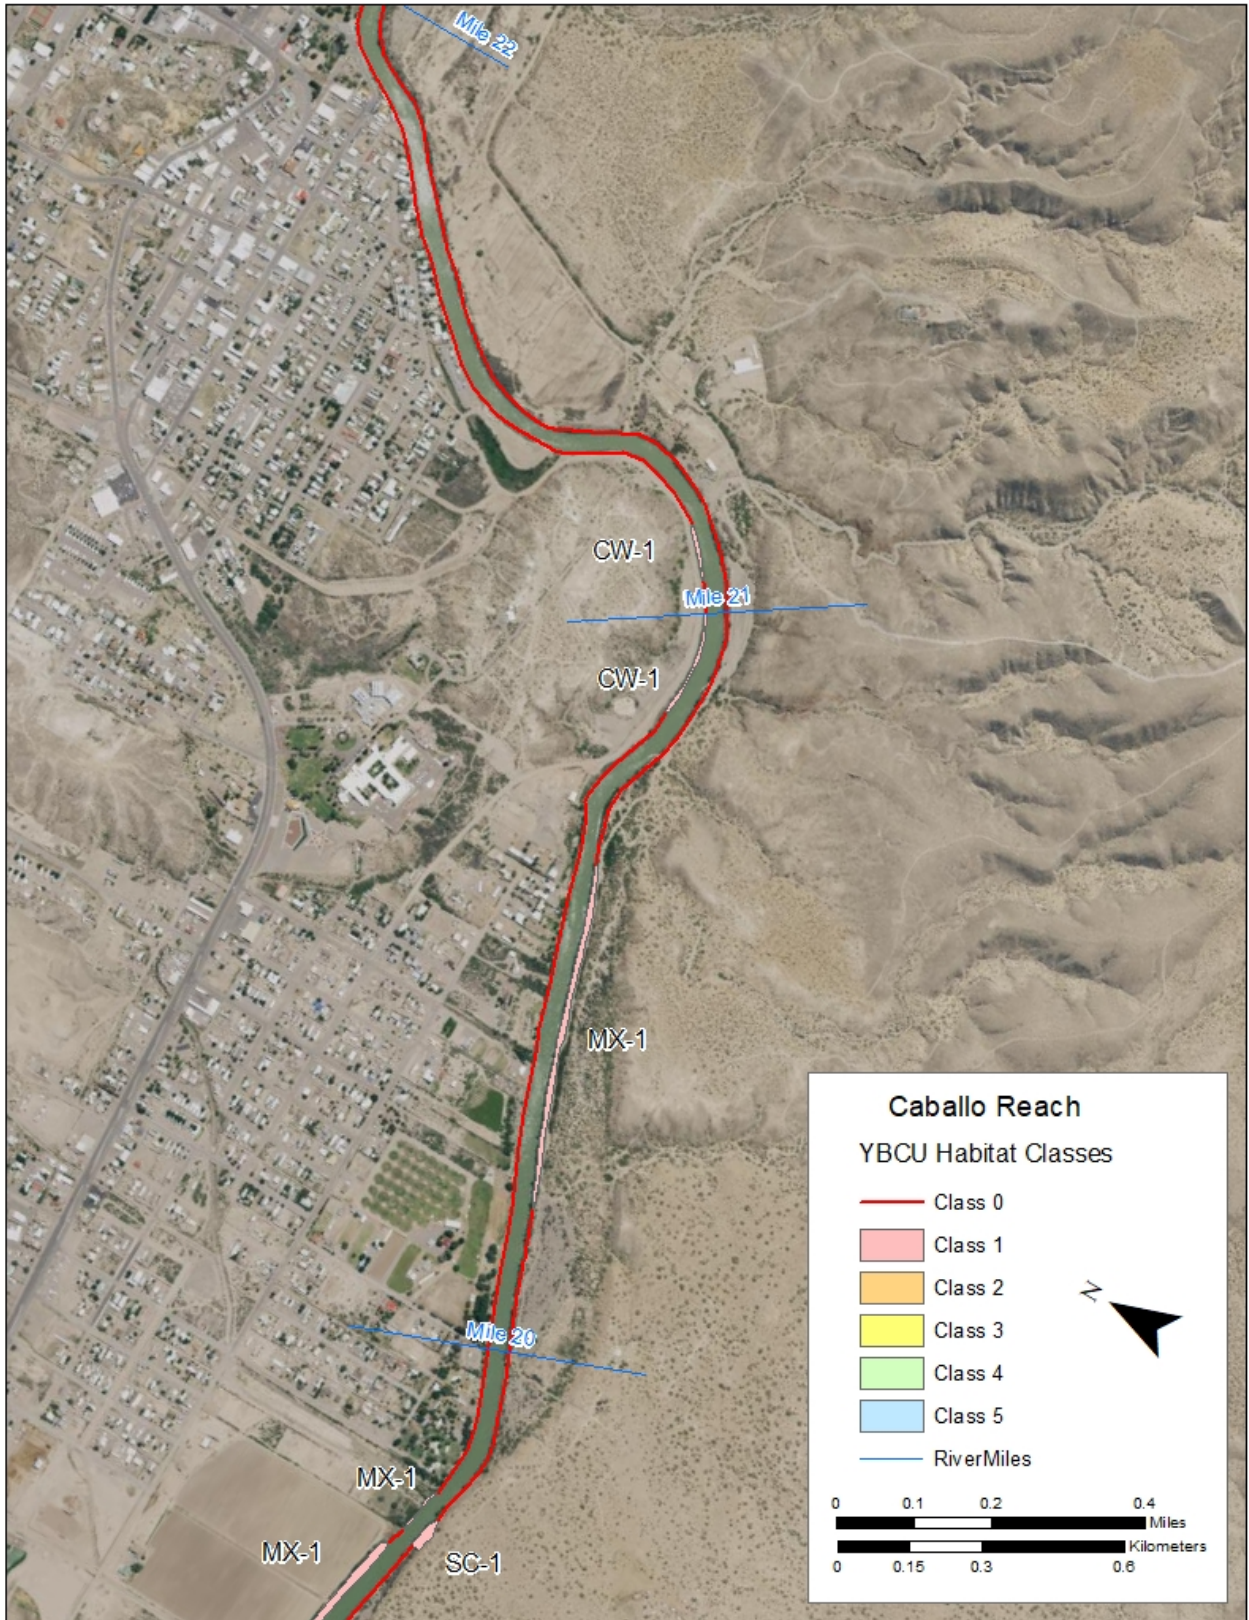 Mile 22
CW-1
Mile 21
CW-1
MX-1
Mile 20
MX-1
MX-1
SC-1
Caballo Reach
YBCU Habitat Classes
Class 0
Class 1
Class 2
Class 3
Class 4
Class 5
RiverMiles
N
0 0.1 0.2 0.4
Miles
Kilometers
0 0.15 0.3 0.6